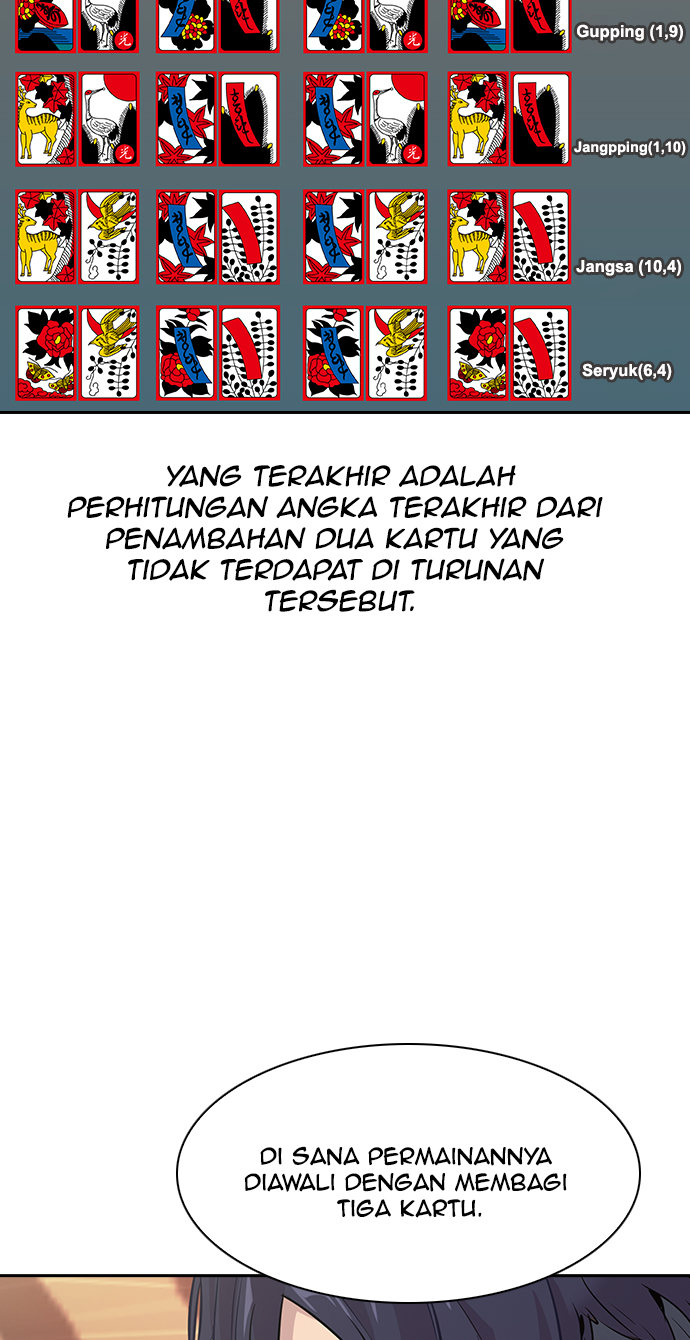 Gupping (1,9)
Jangpping(1,10)
Jangsa (10,4)
Seryuk(6,4)
YANG TERAKHIR ADALAH
PERHITUNGAN ANGKA TERAKHIR DARI
PENAMBAHAN DUA KARTU YANG
TIDAK TERDAPAT DI TURUNAN
TERSEBUT.
DI SANA PERMAINANNYA
DIAWALI DENGAN MEMBAGI
TIGA KARTU.